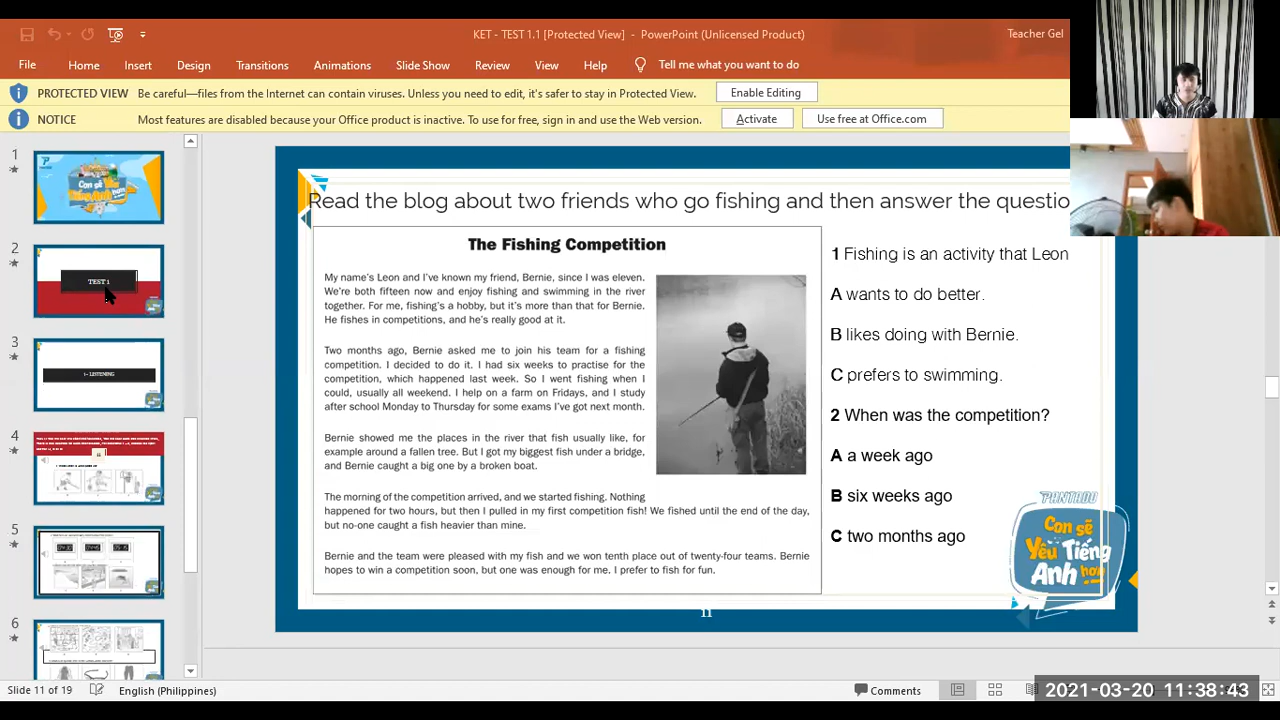 KET - TEST 1.1 [Protected View] - PowerPoint (Unlicensed Product)
Teacher Gel
File Home Insert Design Transitions Animations Slide Show Review View Help Tell me what you want to do
PROTECTED VIEW Be careful—files from the Internet can contain viruses. Unless you need to edit, it's safer to stay in Protected View. Enable Editing
NOTICE Most features are disabled because your Office product is inactive. To use for free, sign in and use the Web version. Activate Use free at Office.com
1
2
TEST 1
3
1- LISTENING
4
5
6
Read the blog about two friends who go fishing and then answer the questio
The Fishing Competition
My name's Leon and I've known my friend, Bernie, since I was eleven.
We're both fifteen now and enjoy fishing and swimming in the river
together. For me, fishing's a hobby, but it's more than that for Bernie.
He fishes in competitions, and he's really good at it.
Two months ago, Bernie asked me to join his team for a fishing
competition. I decided to do it. I had six weeks to practise for the
competition, which happened last week. So I went fishing when I
could, usually all weekend. I help on a farm on Fridays, and I study
after school Monday to Thursday for some exams I've got next month.
Bernie showed me the places in the river that fish usually like, for
example around a fallen tree. But I got my biggest fish under a bridge,
and Bernie caught a big one by a broken boat.
The morning of the competition arrived, and we started fishing. Nothing
happened for two hours, but then I pulled in my first competition fish! We fished until the end of the day,
but no-one caught a fish heavier than mine.
Bernie and the team were pleased with my fish and we won tenth place out of twenty-four teams. Bernie
hopes to win a competition soon, but one was enough for me. I prefer to fish for fun.
1 Fishing is an activity that Leon
A wants to do better.
B likes doing with Bernie.
C prefers to swimming.
2 When was the competition?
A a week ago
B six weeks ago
C two months ago
PANTADO
Con sẽ
Yêu Tiếng
Anh hơn
11
Slide 11 of 19 English (Philippines) Comments
2021-03-20 11:38:43